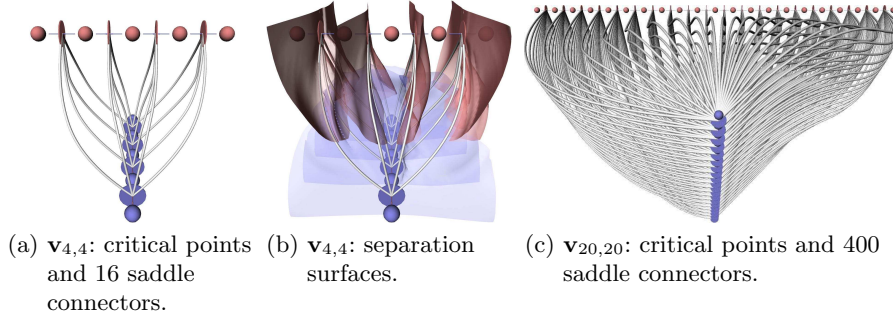 (a) v4,4: critical points
and 16 saddle
connectors.
(b) v4,4: separation
surfaces.
(c) v20,20: critical points and 400
saddle connectors.